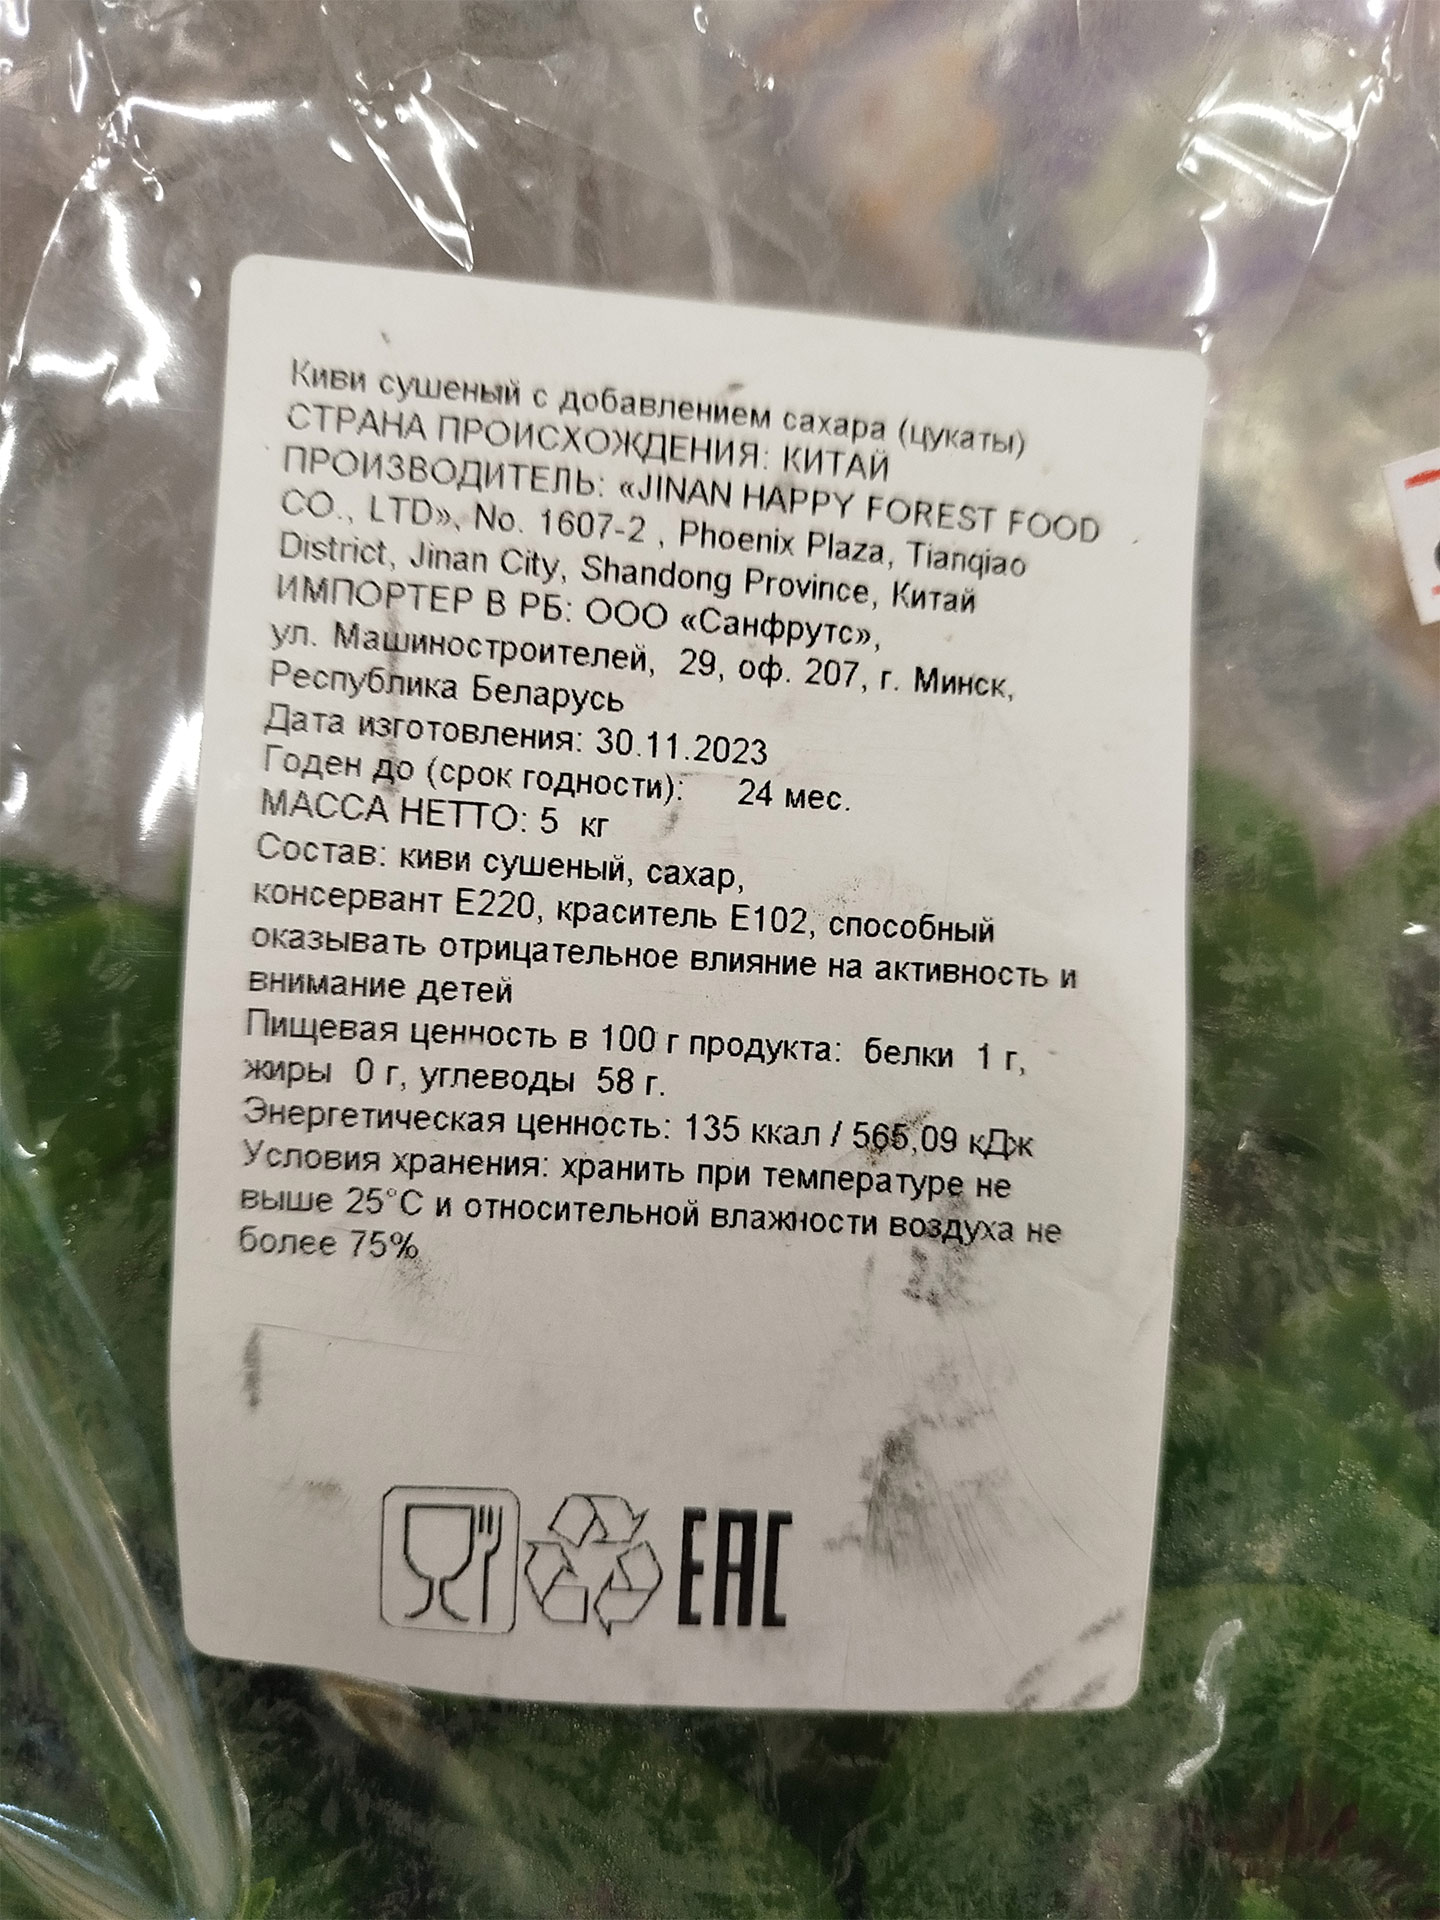 Киви сушеный с добавлением сахара (цукаты)
СТРАНА ПРОИСХОЖДЕНИЯ: КИТАЙ
ПРОИЗВОДИТЕЛЬ: «JINAN HAPPY FOREST FOOD
CO., LTD», No. 1607-2 , Phoenix Plaza, Tianqiao
District, Jinan City, Shandong Province, Китай
ИМПОРТЕР В РБ: ООО «Санфрутс»,
ул. Машиностроителей, 29, оф. 207, г. Минск,
Республика Беларусь
Дата изготовления: 30.11.2023
Годен до (срок годности): 24 мес.
МАССА НЕТТО: 5 кг
Состав: киви сушеный, сахар,
консервант Е220, краситель Е102, способный
оказывать отрицательное влияние на активность и
внимание детей
Пищевая ценность в 100 г продукта: белки 1 г,
жиры 0 г, углеводы 58 г.
Энергетическая ценность: 135 ккал / 565,09 кДж
Условия хранения: хранить при температуре не
выше 25°С и относительной влажности воздуха не
более 75%
ЕАС